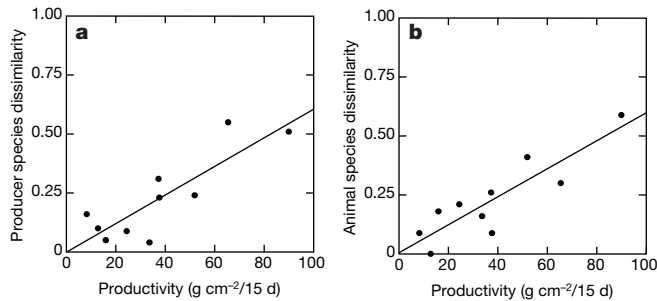 a
1.00
0.75
0.50
0.25
0
0 20 40 60 80 100
Producer species dissimilarity
Productivity (g cm⁻²/15 d)
b
1.00
0.75
0.50
0.25
0
0 20 40 60 80 100
Animal species dissimilarity
Productivity (g cm⁻²/15 d)